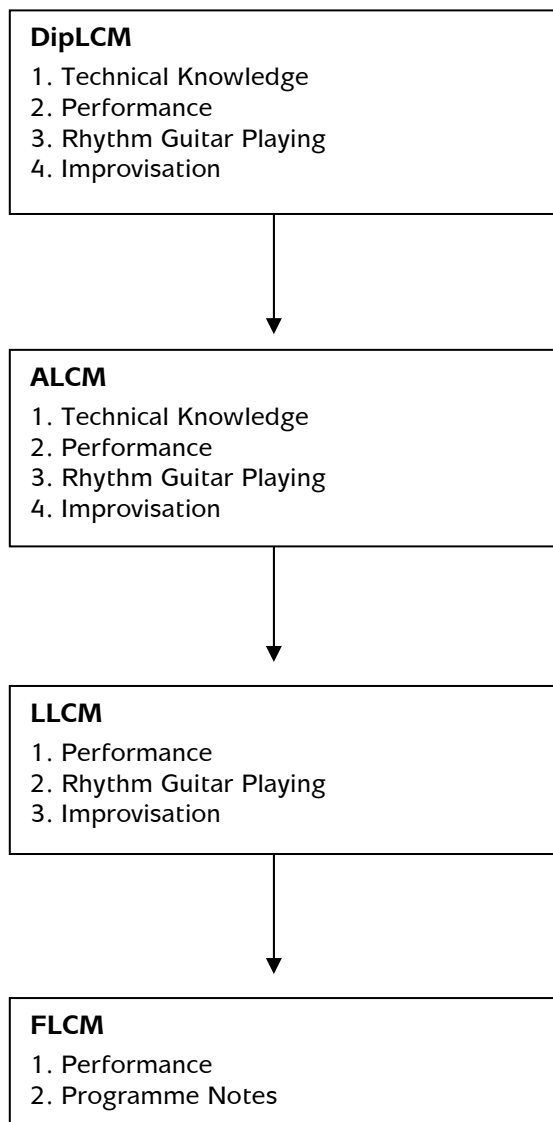 DipLCM
1. Technical Knowledge
2. Performance
3. Rhythm Guitar Playing
4. Improvisation
ALCM
1. Technical Knowledge
2. Performance
3. Rhythm Guitar Playing
4. Improvisation
LLCM
1. Performance
2. Rhythm Guitar Playing
3. Improvisation
FLCM
1. Performance
2. Programme Notes